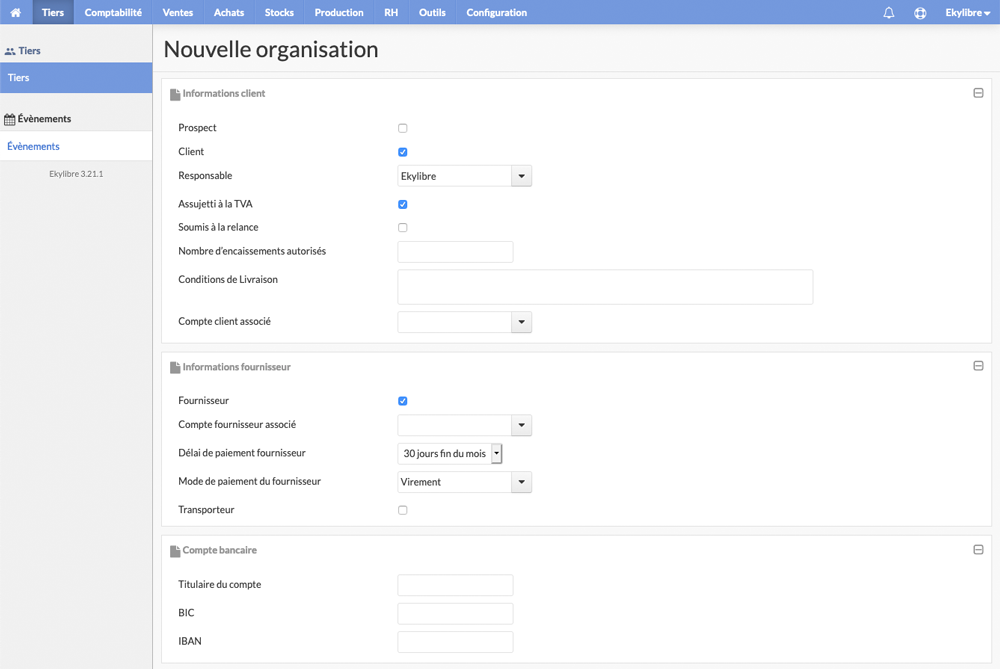 Tiers Comptabilité Ventes Achats Stocks Production RH Outils Configuration Ekylibre
Tiers
Tiers
Évènements
Évènements
Ekylibre 3.21.1
Nouvelle organisation
Informations client
Prospect
Client
Responsable Ekylibre
Assujetti à la TVA
Soumis à la relance
Nombre d'encaissements autorisés
Conditions de Livraison
Compte client associé
Informations fournisseur
Fournisseur
Compte fournisseur associé
Délai de paiement fournisseur 30 jours fin du mois
Mode de paiement du fournisseur Virement
Transporteur
Compte bancaire
Titulaire du compte
BIC
IBAN